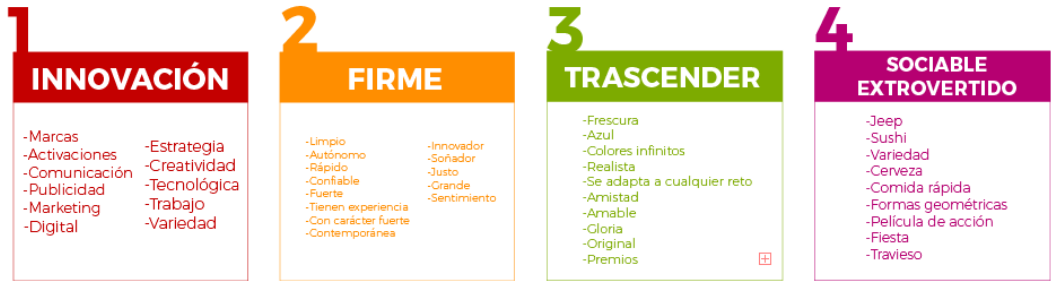 1
INNOVACIÓN
-Marcas
-Activaciones
-Comunicación
-Publicidad
-Marketing
-Digital
-Estrategia
-Creatividad
-Tecnológica
-Trabajo
-Variedad
2
FIRME
-Limpio
-Autónomo
-Rápido
-Confiable
-Fuerte
-Tienen experiencia
-Con carácter fuerte
-Contemporánea
-Innovador
-Soñador
-Justo
-Grande
-Sentimiento
3
TRASCENDER
-Frescura
-Azul
-Colores infinitos
-Realista
-Se adapta a cualquier reto
-Amistad
-Amable
-Gloria
-Original
-Premios
4
SOCIABLE
EXTROVERTIDO
-Jeep
-Sushi
-Variedad
-Cerveza
-Comida rápida
-Formas geométricas
-Película de acción
-Fiesta
-Travieso